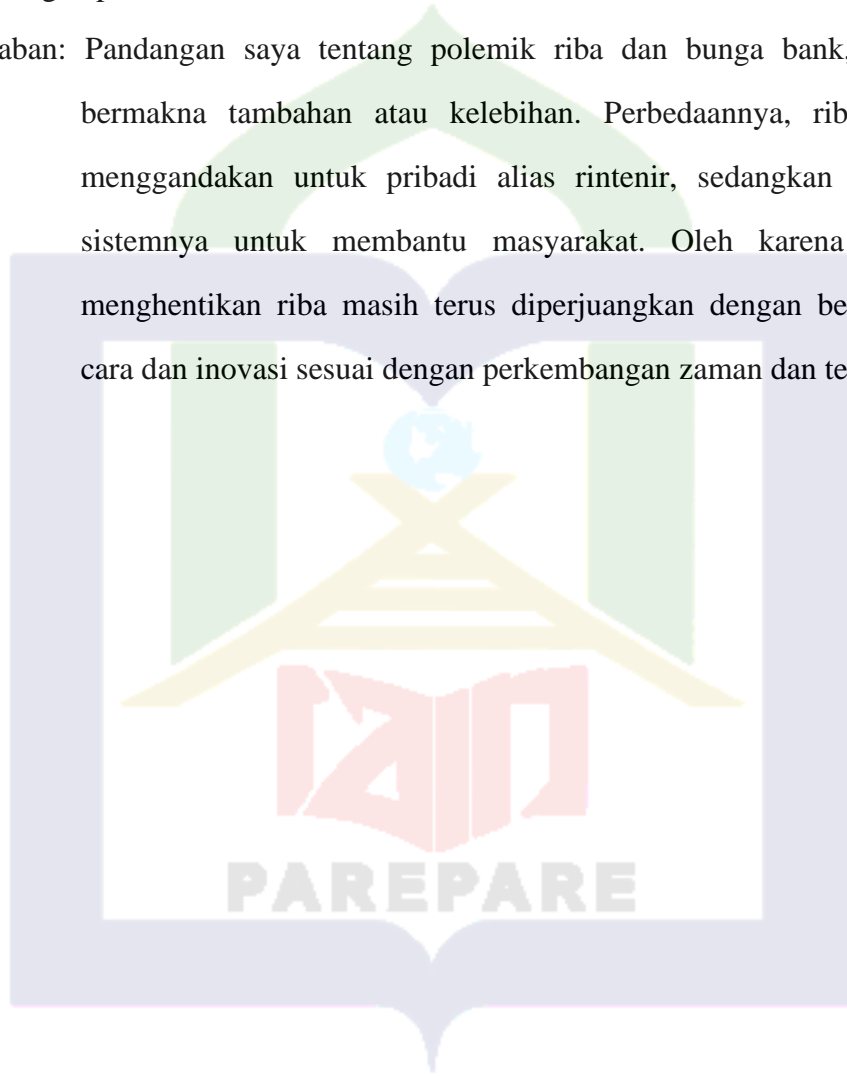 aban: Pandangan saya tentang polemik riba dan bunga bank,
bermakna tambahan atau kelebihan. Perbedaannya, rib
menggandakan untuk pribadi alias rintenir, sedangkan
sistemnya untuk membantu masyarakat. Oleh karena
menghentikan riba masih terus diperjuangkan dengan be
cara dan inovasi sesuai dengan perkembangan zaman dan te
iain
PAREPARE